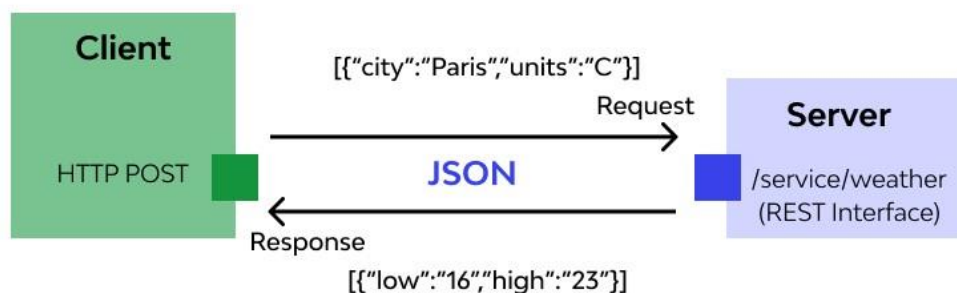 Client
[{“city”:“Paris”,“units”:“C”}]
Request
Server
HTTP POST
JSON
/service/weather
(REST Interface)
Response
[{“low”:“16”,“high”:“23”}]